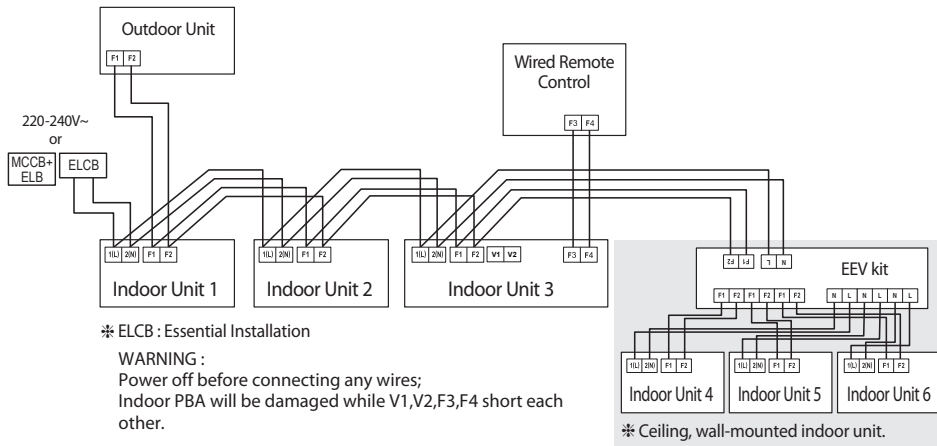 Outdoor Unit
F1 F2
Wired Remote
Control
F3 F4
220-240V~
or
MCCB+
ELB
ELCB
1(L) 2(N) F1 F2
Indoor Unit 1
1(L) 2(N) F1 F2
Indoor Unit 2
1(L) 2(N) F1 F2 V1 V2 F3 F4
Indoor Unit 3
F2 F1 L N
EEV kit
F1 F2 F1 F2 F1 F2 N L N L N L
1(L) 2(N) F1 F2
Indoor Unit 4
1(L) 2(N) F1 F2
Indoor Unit 5
1(L) 2(N) F1 F2
Indoor Unit 6
❈ Ceiling, wall-mounted indoor unit.
❈ ELCB : Essential Installation
WARNING :
Power off before connecting any wires;
Indoor PBA will be damaged while V1,V2,F3,F4 short each
other.